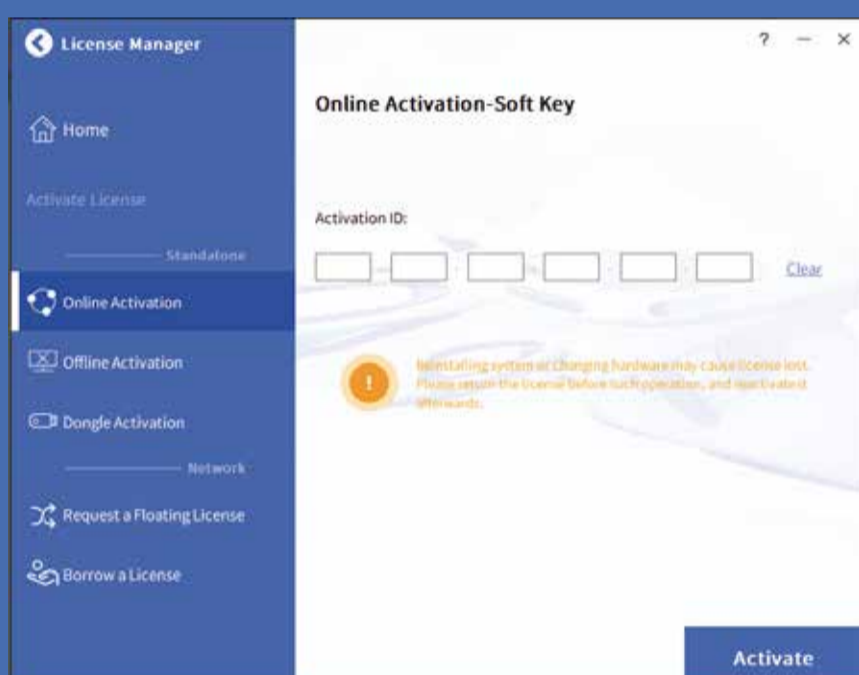 License Manager
Home
Activate License
Standalone
Online Activation
Offline Activation
Dongle Activation
Network
Request a Floating License
Borrow a License
?
Online Activation-Soft Key
Activation ID:
Clear
Reinstalling system or changing hardware may cause license lost.
Please return the license before such operation, and reactivate it
afterwards.
Activate